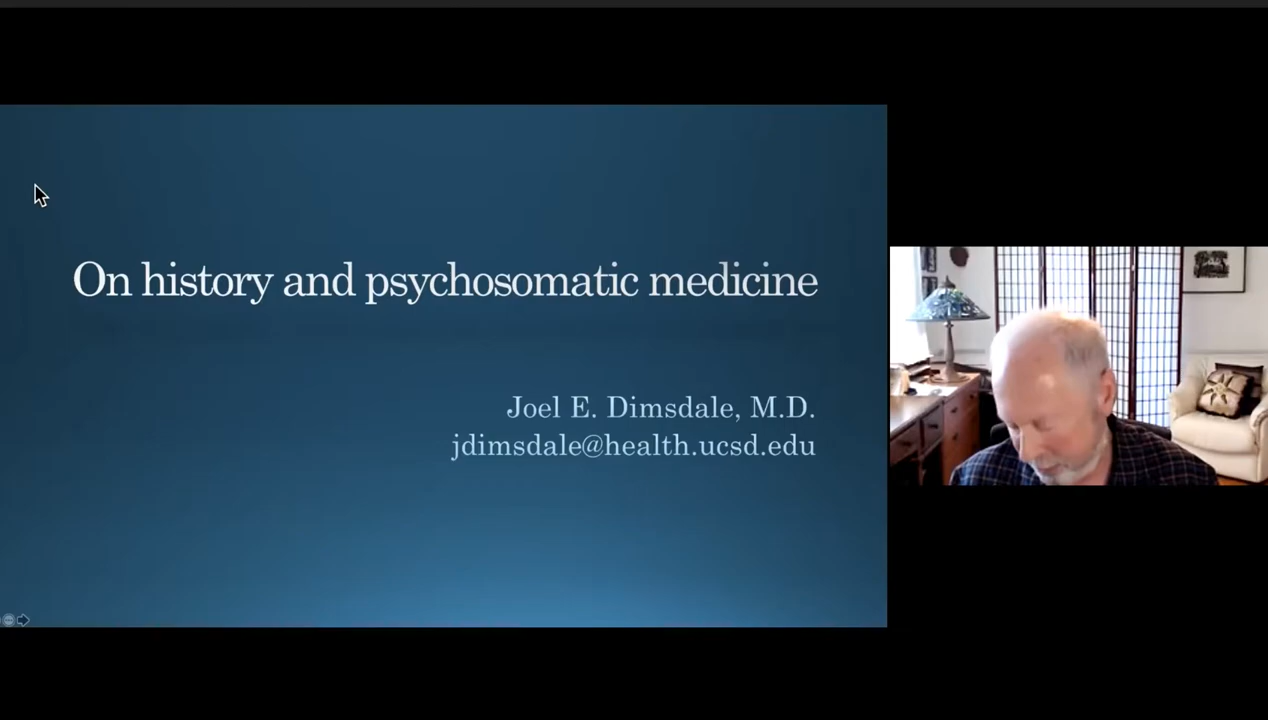 On history and psychosomatic medicine
Joel E. Dimsdale, M.D.
jdimsdale@health.ucsd.edu